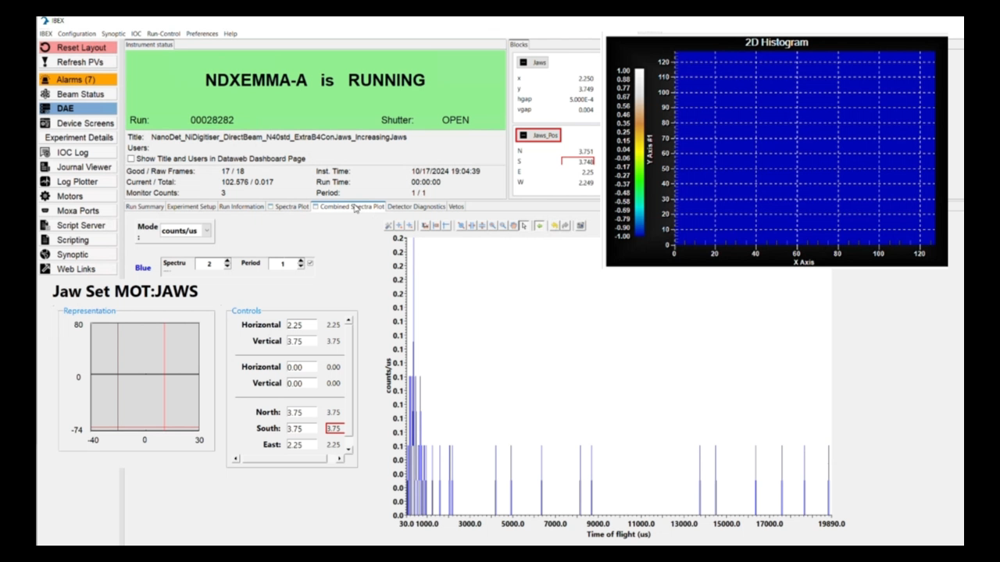 IBEX
IBEX Configuration Synoptic IOC Run-Control Preferences Help
Reset Layout
Refresh PVs
Alarms (7)
Beam Status
DAE
Device Screens
Experiment Details
IOC Log
Journal Viewer
Log Plotter
Motors
Moxa Ports
Script Server
Scripting
Synoptic
Web Links
Instrument status
NDXEMMA-A is RUNNING
Run: 00028282 Shutter: OPEN
Title: NanoDet_NiDigitiser_DirectBeam_N40std_ExtraB4ConJaws_IncreasingJaws
Users:
Show Title and Users in Dataweb Dashboard Page
Good / Raw Frames: 17 / 18 Inst. Time: 10/17/2024 19:04:39
Current / Total: 102.576 / 0.017 Run Time: 00:00:00
Monitor Counts: 3 Period: 1 / 1
Blocks
Jaws
x 2.250
y 3.749
hgap 5.000E-4
vgap 0.004
Jaws_Pos
N 3.751
S 3.748
E 2.25
W 2.249
2D Histogram
1.00
0.88
0.77
0.67
0.56
0.46
0.35
0.25
0.15
0.04
-0.06
-0.17
-0.27
-0.37
-0.48
-0.58
-0.69
-0.79
-0.90
-1.00
Y Axis #1
120
110
100
90
80
70
60
50
40
30
20
10
0
0 20 40 60 80 100 120
X Axis
Run Summary Experiment Setup Run Information Spectra Plot Combined Spectra Plot Detector Diagnostics Vetos
Mode
:
counts/us
Blue
Spectru
....
2
Period
1
Jaw Set MOT:JAWS
Representation
80
0
-74
-40 0 30
Controls
Horizontal 2.25 2.25
Vertical 3.75 3.75
Horizontal 0.00 0.00
Vertical 0.00 0.00
North: 3.75 3.75
South: 3.75 3.75
East: 2.25 2.25
counts/us
0.2
0.2
0.2
0.2
0.2
0.1
0.1
0.1
0.1
0.1
0.1
0.1
0.1
0.1
0.1
0.1
0.0
0.0
0.0
0.0
0.0
30.0 1000.0 3000.0 5000.0 7000.0 9000.0 11000.0 13000.0 15000.0 17000.0 19890.0
Time of flight (us)